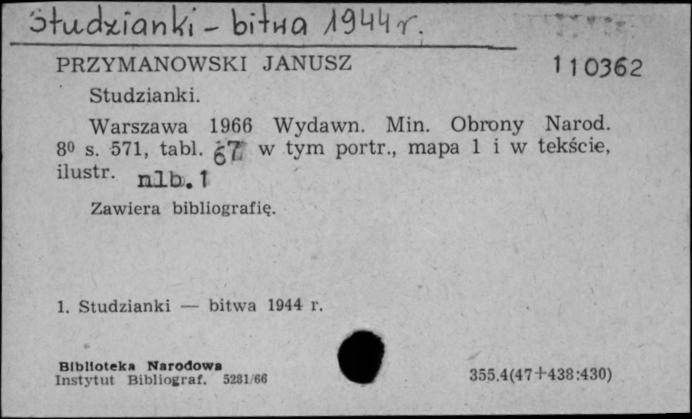 Studzianki - bitwa 1944 r.
PRZYMANOWSKI JANUSZ 110362
Studzianki.
Warszawa 1966 Wydawn. Min. Obrony Narod.
8⁰ s. 571, tabl. 67 w tym portr., mapa 1 i w tekście,
ilustr. nlb. 1
Zawiera bibliografię.
1. Studzianki — bitwa 1944 r.
Biblioteka Narodowa
Instytut Bibliograf. 5281/66 355.4(47+438:430)